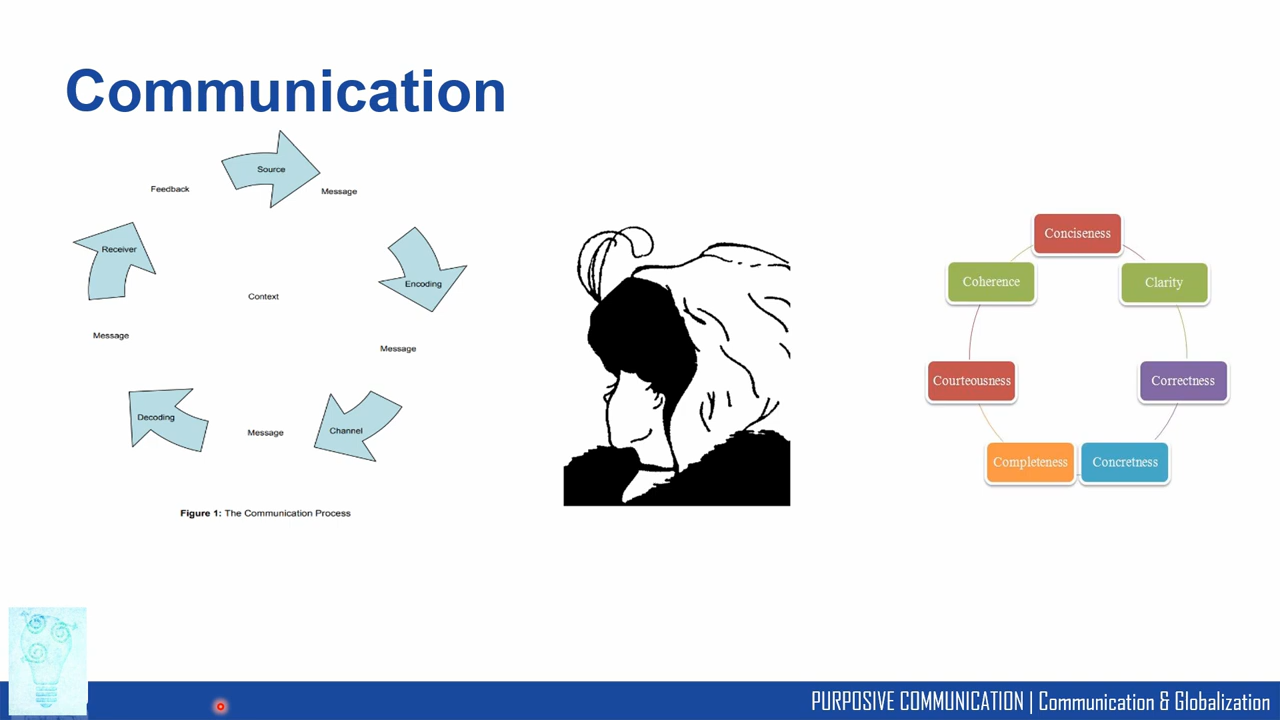 Communication
Source
Feedback
Message
Receiver
Encoding
Context
Message
Message
Decoding
Message
Channel
Figure 1: The Communication Process
Conciseness
Coherence
Clarity
Courteousness
Correctness
Completeness
Concretness
PURPOSIVE COMMUNICATION | Communication & Globalization